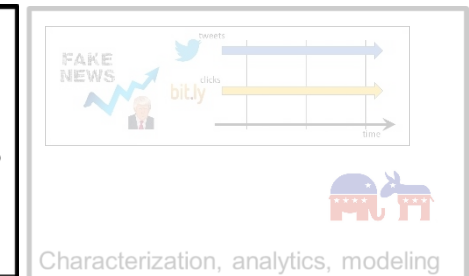 tweets
FAKE
NEWS
clicks
bit.ly
time
Characterization, analytics, modeling